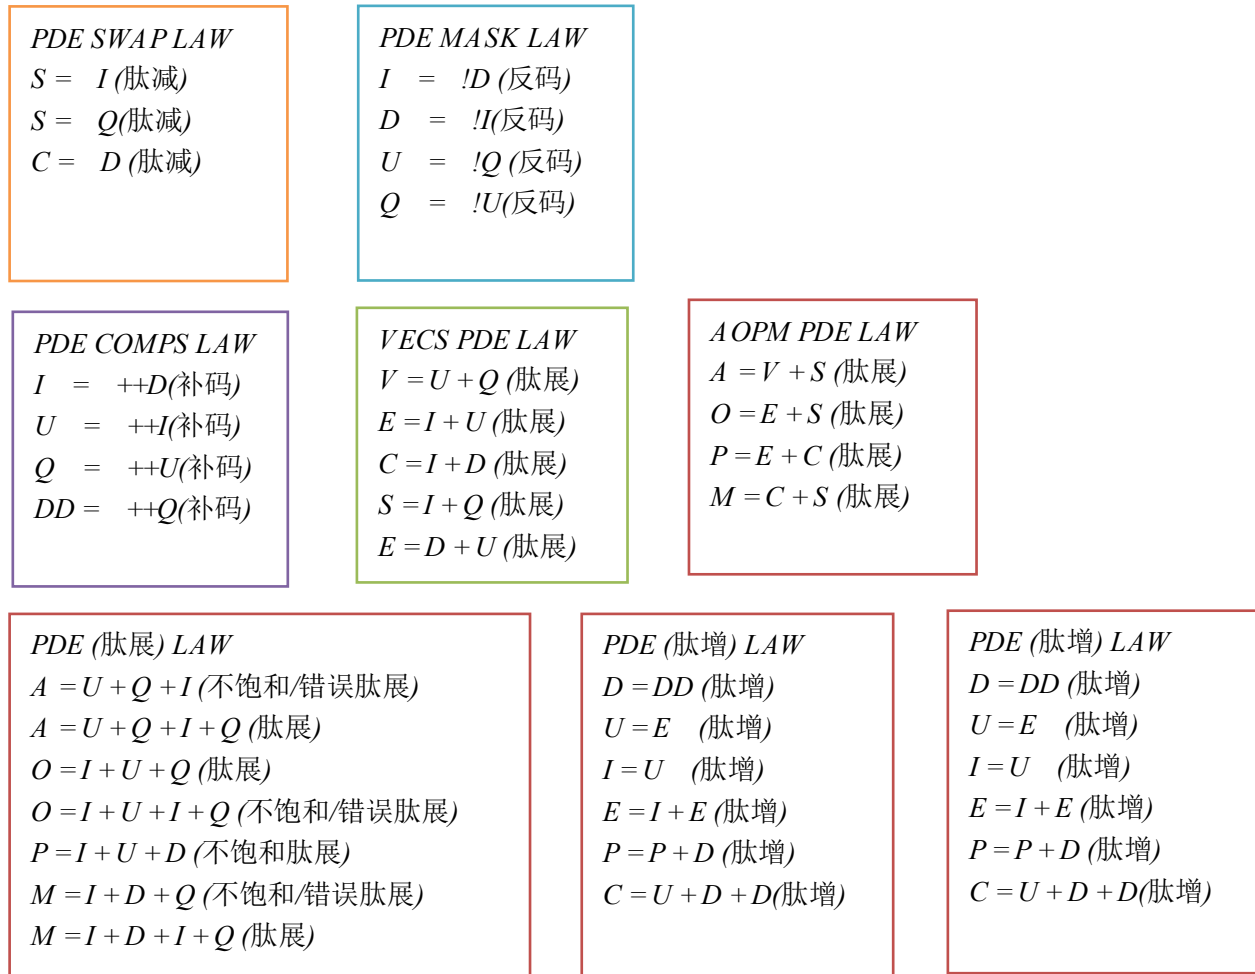 PDE SWAP LAW
S = I (肽减)
S = Q(肽减)
C = D (肽减)
PDE MASK LAW
I = !D (反码)
D = !I(反码)
U = !Q (反码)
Q = !U(反码)
PDE COMPS LAW
I = ++D(补码)
U = ++I(补码)
Q = ++U(补码)
DD = ++Q(补码)
VECS PDE LAW
V = U + Q (肽展)
E = I + U (肽展)
C = I + D (肽展)
S = I + Q (肽展)
E = D + U (肽展)
AOPM PDE LAW
A = V + S (肽展)
O = E + S (肽展)
P = E + C (肽展)
M = C + S (肽展)
PDE (肽展) LAW
A = U + Q + I (不饱和/错误肽展)
A = U + Q + I + Q (肽展)
O = I + U + Q (肽展)
O = I + U + I + Q (不饱和/错误肽展)
P = I + U + D (不饱和肽展)
M = I + D + Q (不饱和/错误肽展)
M = I + D + I + Q (肽展)
PDE (肽增) LAW
D = DD (肽增)
U = E (肽增)
I = U (肽增)
E = I + E (肽增)
P = P + D (肽增)
C = U + D + D(肽增)
PDE (肽增) LAW
D = DD (肽增)
U = E (肽增)
I = U (肽增)
E = I + E (肽增)
P = P + D (肽增)
C = U + D + D(肽增)